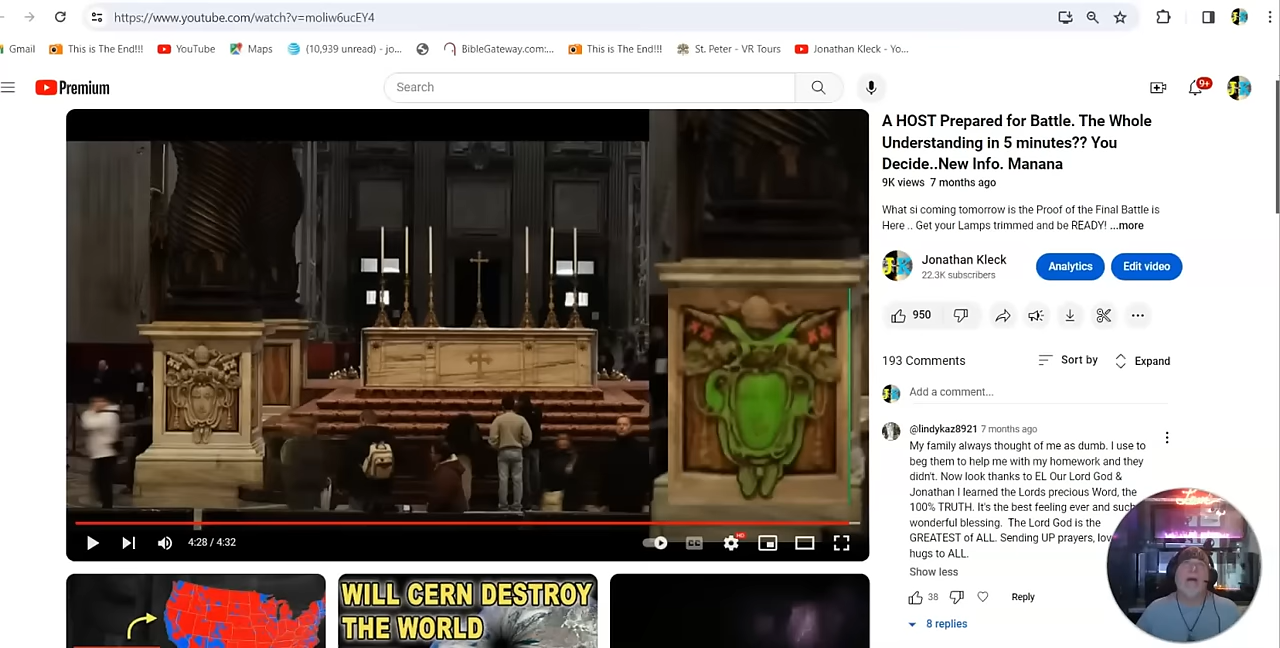 https://www.youtube.com/watch?v=moliw6ucEY4
Gmail
This is The End!!!
YouTube
Maps
(10,939 unread) - jo...
BibleGateway.com:...
This is The End!!!
St. Peter - VR Tours
Jonathan Kleck - Yo...
Premium
Search
9+
A HOST Prepared for Battle. The Whole
Understanding in 5 minutes?? You
Decide..New Info. Manana
9K views 7 months ago
What si coming tomorrow is the Proof of the Final Battle is
Here .. Get your Lamps trimmed and be READY! ...more
Jonathan Kleck
22.3K subscribers
Analytics
Edit video
950
193 Comments
Sort by
Expand
Add a comment...
@lindykaz8921 7 months ago
My family always thought of me as dumb. I use to
beg them to help me with my homework and they
didn't. Now look thanks to EL Our Lord God &
Jonathan I learned the Lords precious Word, the
100% TRUTH. It's the best feeling ever and such
wonderful blessing. The Lord God is the
GREATEST of ALL. Sending UP prayers, lov
hugs to ALL.
Show less
38
Reply
8 replies
4:28 / 4:32
CC
HD
WILL CERN DESTROY
THE WORLD